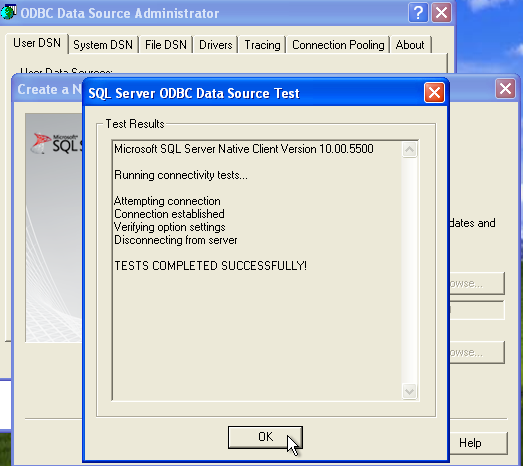 ODBC Data Source Administrator
User DSN System DSN File DSN Drivers Tracing Connection Pooling About
User Data Sources:
Create a N
SQL Server ODBC Data Source Test
Microsoft
SQL S
Test Results
Microsoft SQL Server Native Client Version 10.00.5500
Running connectivity tests...
Attempting connection
Connection established
Verifying option settings
Disconnecting from server
TESTS COMPLETED SUCCESSFULLY!
dates and
owse...
owse...
OK
Help